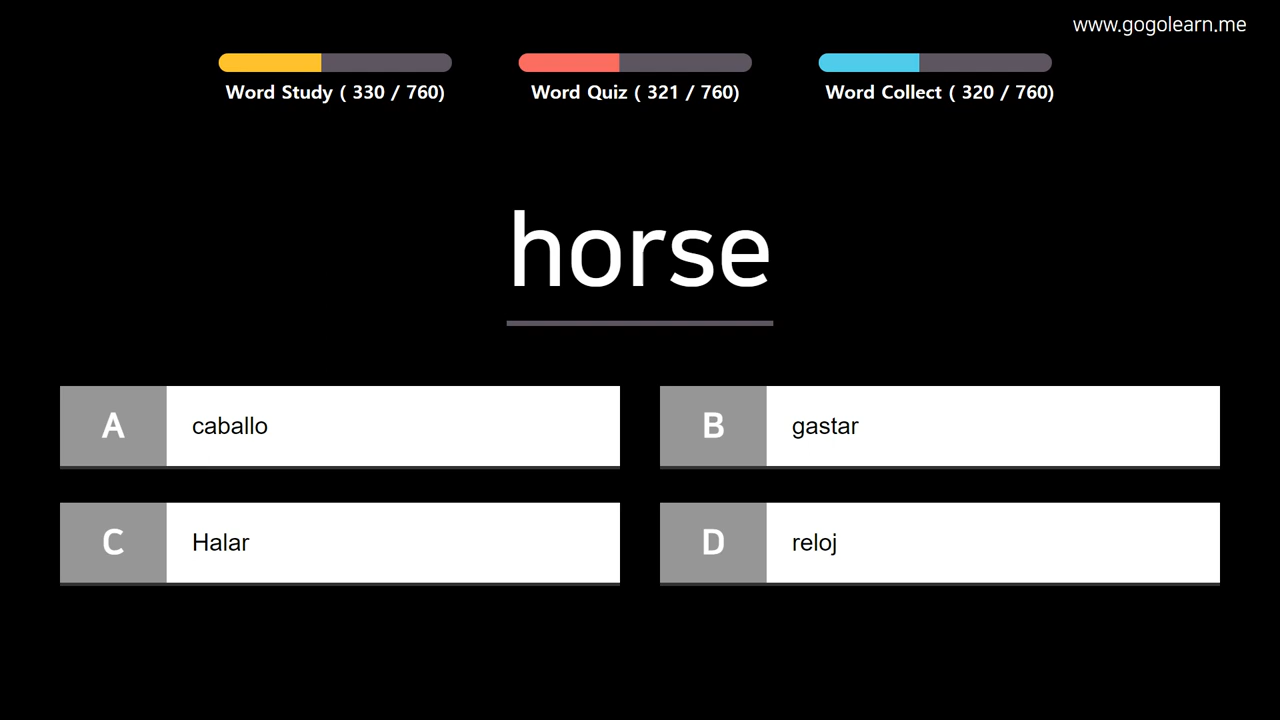 www.gogolearn.me
Word Study ( 330 / 760)
Word Quiz ( 321 / 760)
Word Collect ( 320 / 760)
horse
A caballo
B gastar
C Halar
D reloj